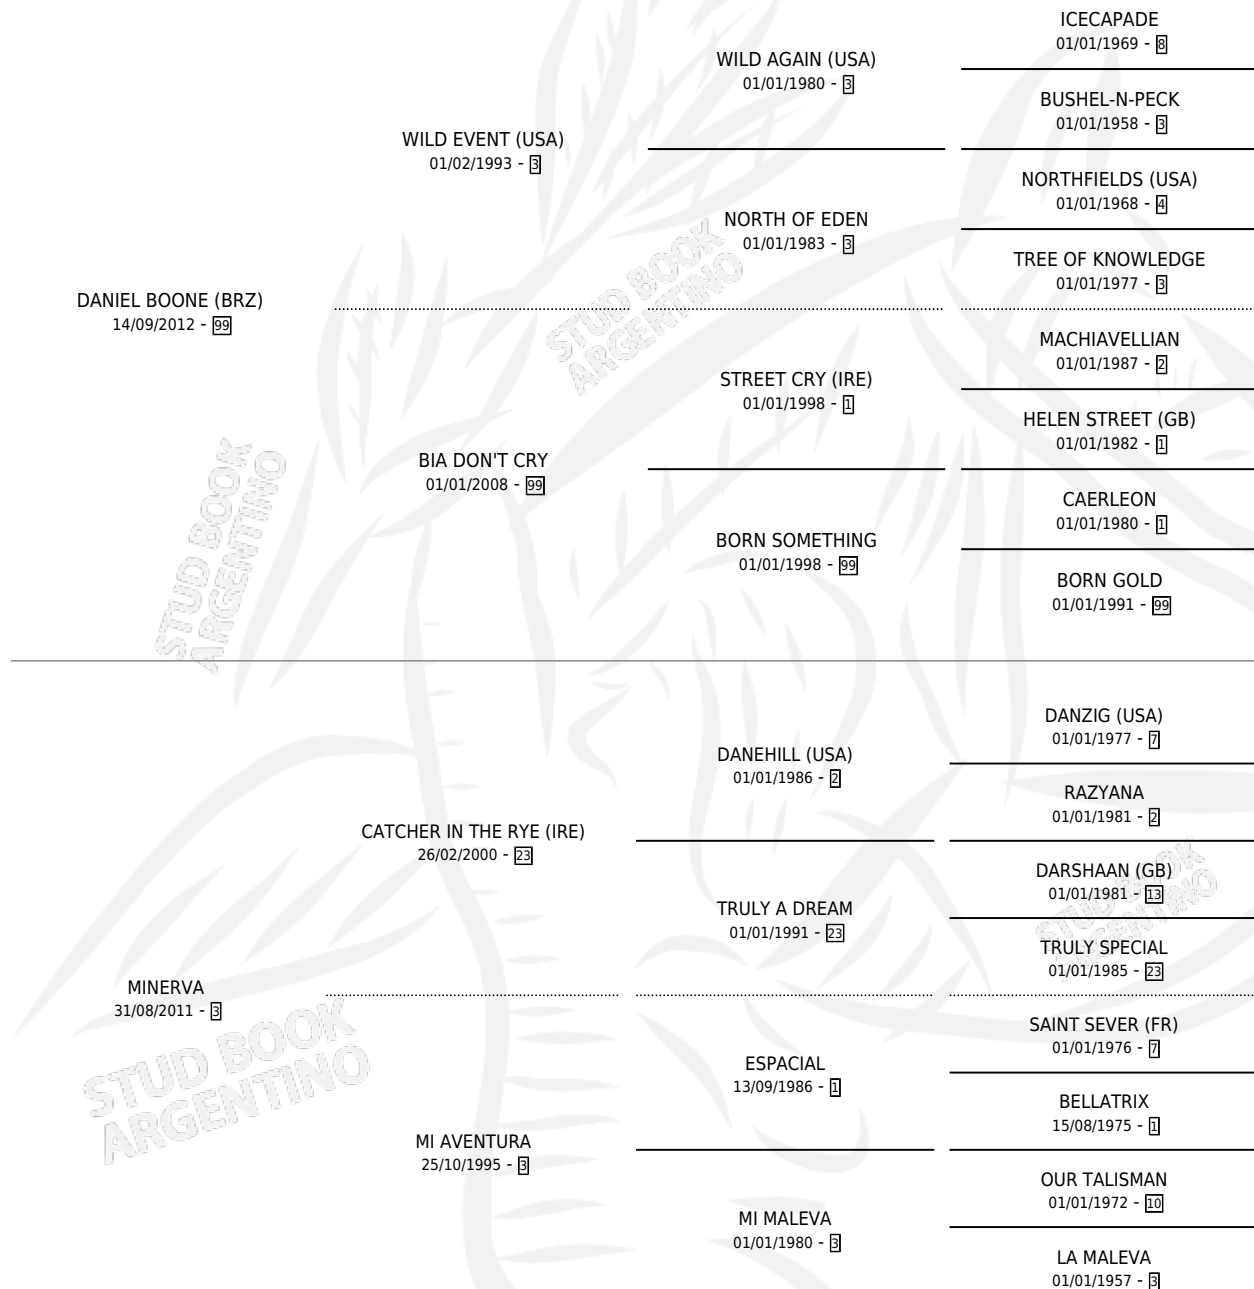 DANIEL BOONE (BRZ)
14/09/2012 - 99
WILD EVENT (USA)
01/02/1993 - 3
WILD AGAIN (USA)
01/01/1980 - 3
ICECAPADE
01/01/1969 - 8
BUSHEL-N-PECK
01/01/1958 - 3
NORTH OF EDEN
01/01/1983 - 3
NORTHFIELDS (USA)
01/01/1968 - 4
TREE OF KNOWLEDGE
01/01/1977 - 3
BIA DON'T CRY
01/01/2008 - 99
STREET CRY (IRE)
01/01/1998 - 1
MACHIAVELLIAN
01/01/1987 - 2
HELEN STREET (GB)
01/01/1982 - 1
BORN SOMETHING
01/01/1998 - 99
CAERLEON
01/01/1980 - 1
BORN GOLD
01/01/1991 - 99
MINERVA
31/08/2011 - 3
CATCHER IN THE RYE (IRE)
26/02/2000 - 23
DANEHILL (USA)
01/01/1986 - 2
DANZIG (USA)
01/01/1977 - 7
RAZYANA
01/01/1981 - 2
TRULY A DREAM
01/01/1991 - 23
DARSHAAN (GB)
01/01/1981 - 13
TRULY SPECIAL
01/01/1985 - 23
MI AVENTURA
25/10/1995 - 3
ESPACIAL
13/09/1986 - 1
SAINT SEVER (FR)
01/01/1976 - 7
BELLATRIX
15/08/1975 - 1
MI MALEVA
01/01/1980 - 3
OUR TALISMAN
01/01/1972 - 10
LA MALEVA
01/01/1957 - 3
STUD BOOK
ARGENTINO
STUD BOOK
ARGENTINO
STUD BOOK
ARGENTINO
STUD BOOK
ARGENTINO